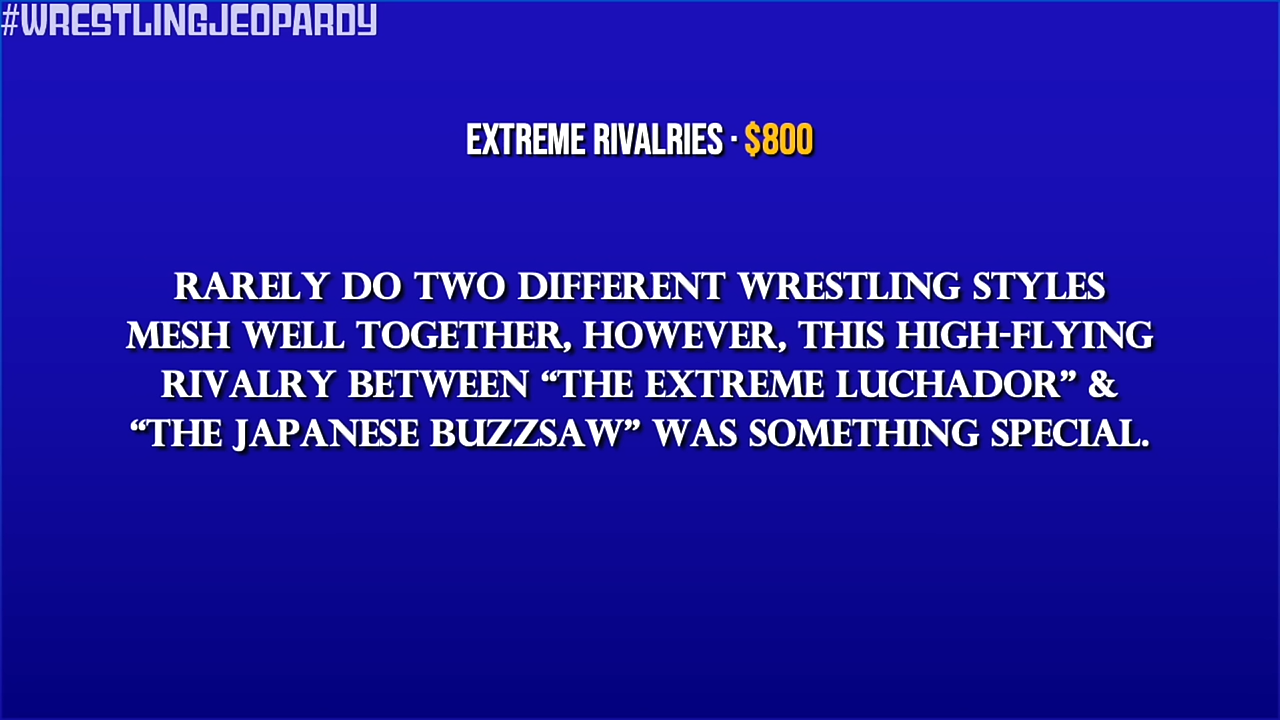 #WRESTLINGJEOPARDY
EXTREME RIVALRIES · $800
RARELY DO TWO DIFFERENT WRESTLING STYLES
MESH WELL TOGETHER, HOWEVER, THIS HIGH-FLYING
RIVALRY BETWEEN “THE EXTREME LUCHADOR” &
“THE JAPANESE BUZZSAW” WAS SOMETHING SPECIAL.